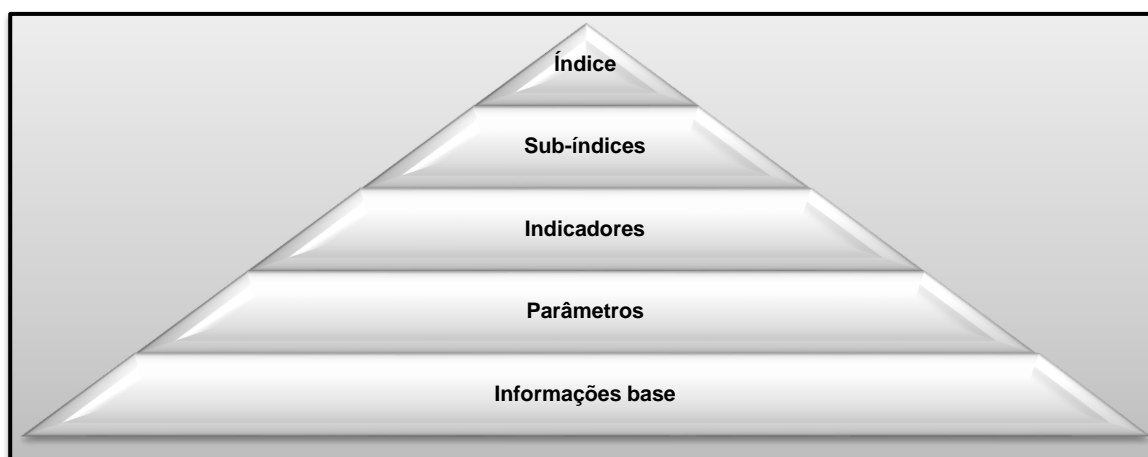 Índice
Sub-índices
Indicadores
Parâmetros
Informações base